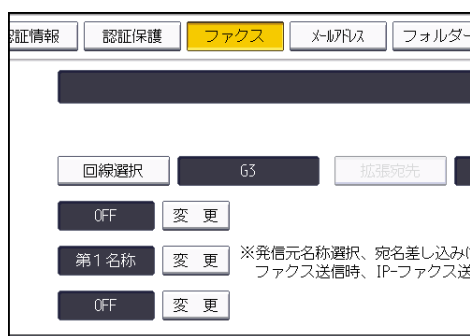 証情報 認証保護 ファクス メールアドレス フォルダー
回線選択 G3 拡張宛先
OFF 変更
第1名称 変更 ※発信元名称選択、宛名差し込み
ファクス送信時、IP-ファクス送
OFF 変更